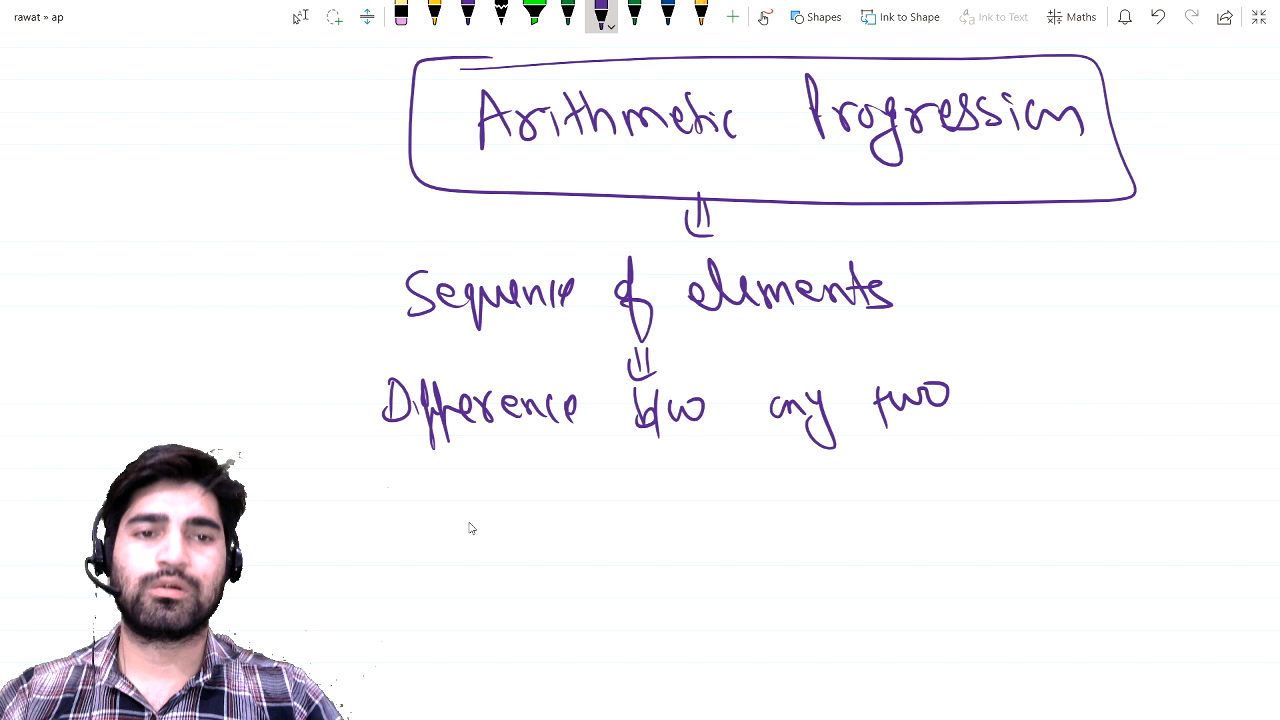 rawat » ap
Shapes
Ink to Shape
Ink to Text
Maths
Arithmetic Progression
Sequence of elements
Difference b/w any two